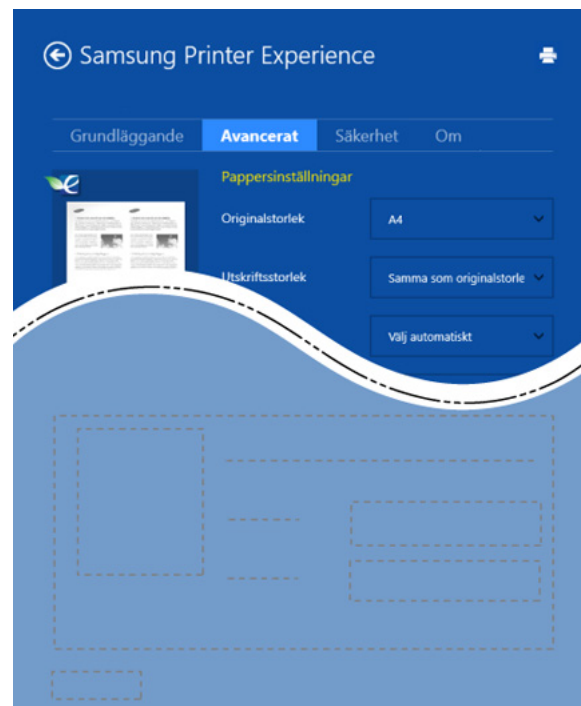 Samsung Printer Experience
Grundläggande Avancerat Säkerhet Om
Pappersinställningar
Originalstorlek A4
Utskriftsstorlek Samma som originalstorle
Välj automatiskt